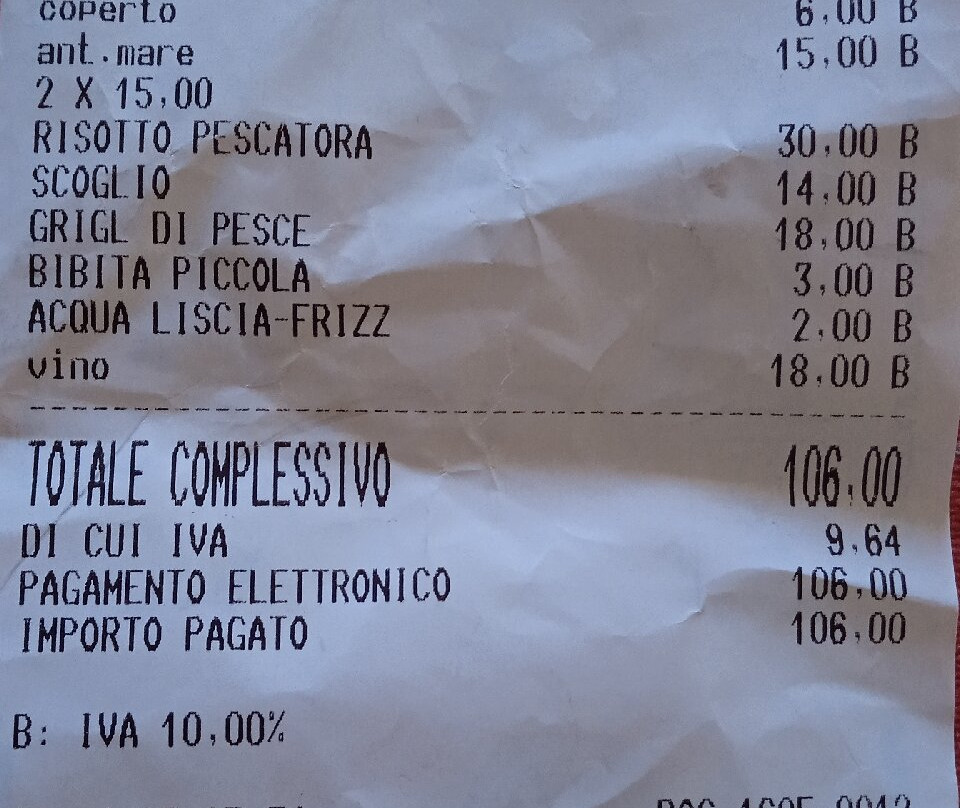 coperto 6,00 B
ant.mare 15,00 B
2 X 15,00
RISOTTO PESCATORA 30,00 B
SCOGLIO 14,00 B
GRIGL DI PESCE 18,00 B
BIBITA PICCOLA 3,00 B
ACQUA LISCIA-FRIZZ 2,00 B
vino 18,00 B
TOTALE COMPLESSIVO 106,00
DI CUI IVA 9,64
PAGAMENTO ELETTRONICO 106,00
IMPORTO PAGATO 106,00
B: IVA 10,00%